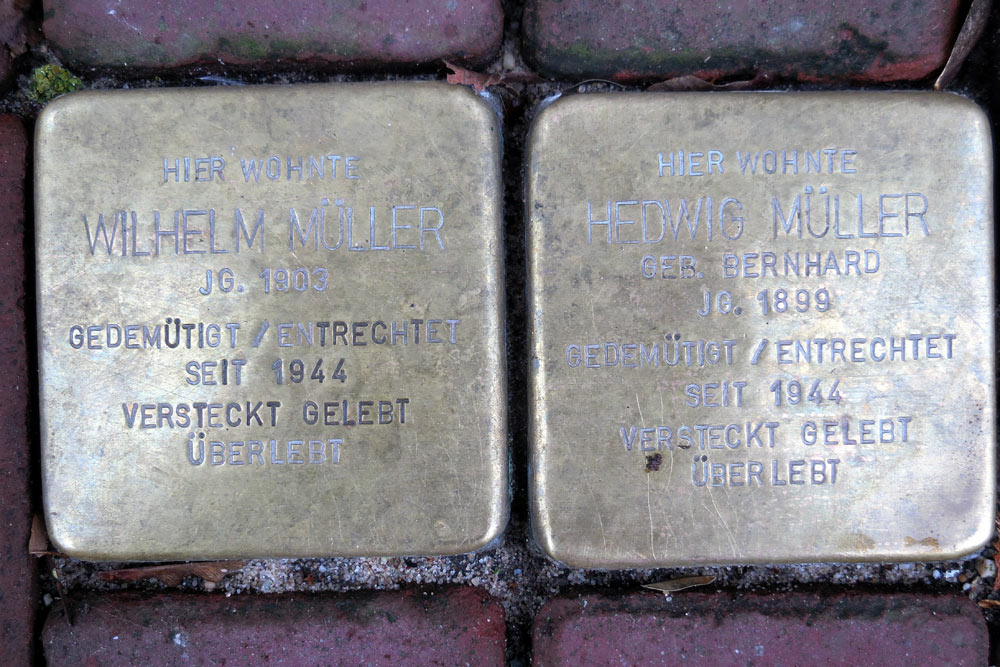 HIER WOHNTE
WILHELM MÜLLER
JG. 1903
GEDEMÜTIGT / ENTRECHTET
SEIT 1944
VERSTECKT GELEBT
ÜBERLEBT
HIER WOHNTE
HEDWIG MÜLLER
GEB. BERNHARD
JG. 1899
GEDEMÜTIGT / ENTRECHTET
SEIT 1944
VERSTECKT GELEBT
ÜBERLEBT